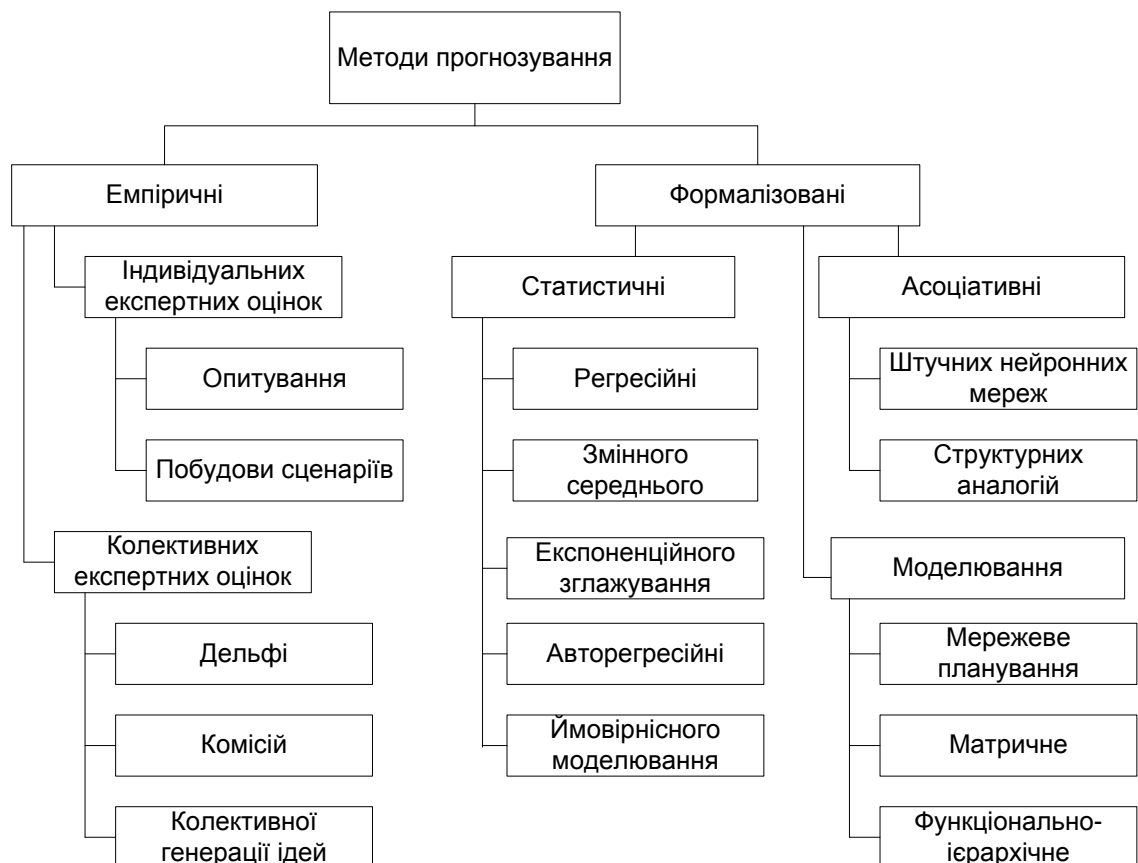 Методи прогнозування
Емпіричні
Індивідуальних
експертних оцінок
Опитування
Побудови сценаріїв
Колективних
експертних оцінок
Дельфі
Комісій
Колективної
генерації ідей
Формалізовані
Статистичні
Регресійні
Змінного
середнього
Експоненційного
зглажування
Авторегресійні
Ймовірнісного
моделювання
Асоціативні
Штучних нейронних
мереж
Структурних
аналогій
Моделювання
Мережеве
планування
Матричне
Функціонально-
ієрархічне